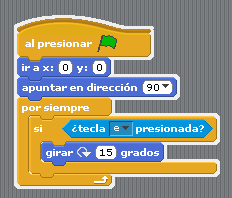 al presionar
ir a x: 0 y: 0
apuntar en dirección 90
por siempre
si ¿tecla e presionada?
girar 15 grados